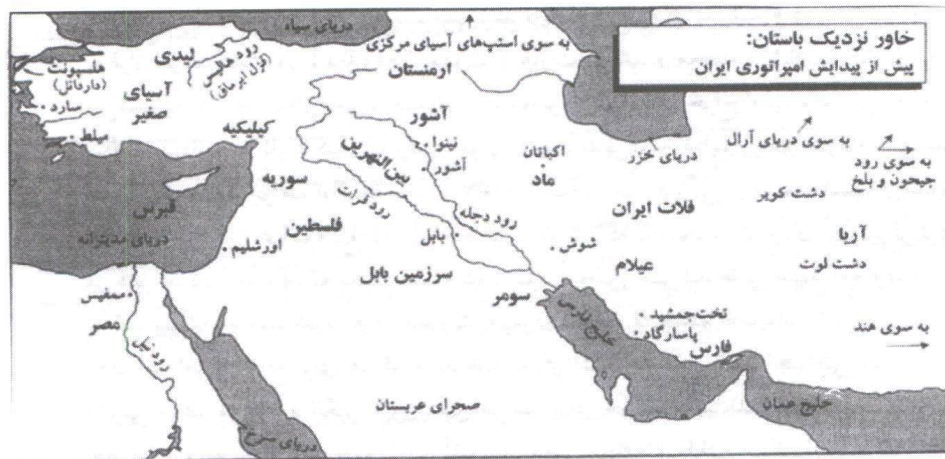 خاور نزدیک باستان:
پیش از پیدایش امپراتوری ایران
دریای سیاه
به سوی استپ‌های آسیای مرکزی
لیدی
رود هالیس
(قزل ایرماق)
هلسپونت
(داردانل)
آسیای
صغیر
سارد
ملط
کیلیکیه
ارمنستان
آشور
نینوا
آشور
بین‌النهرین
اکباتان
ماد
دریای خزر
به سوی دریای آرال
به سوی رود
جیحون و بلخ
دشت کویر
فلات ایران
آریا
دشت لوت
سوریه
قبرس
دریای مدیترانه
فلسطین
اورشلیم
رود فرات
رود دجله
بابل
شوش
عیلام
سرزمین بابل
سومر
خلیج فارس
تخت‌جمشید
پاسارگاد
فارس
به سوی هند
ممفیس
مصر
رود نیل
صحرای عربستان
دریای سرخ
خلیج عمان